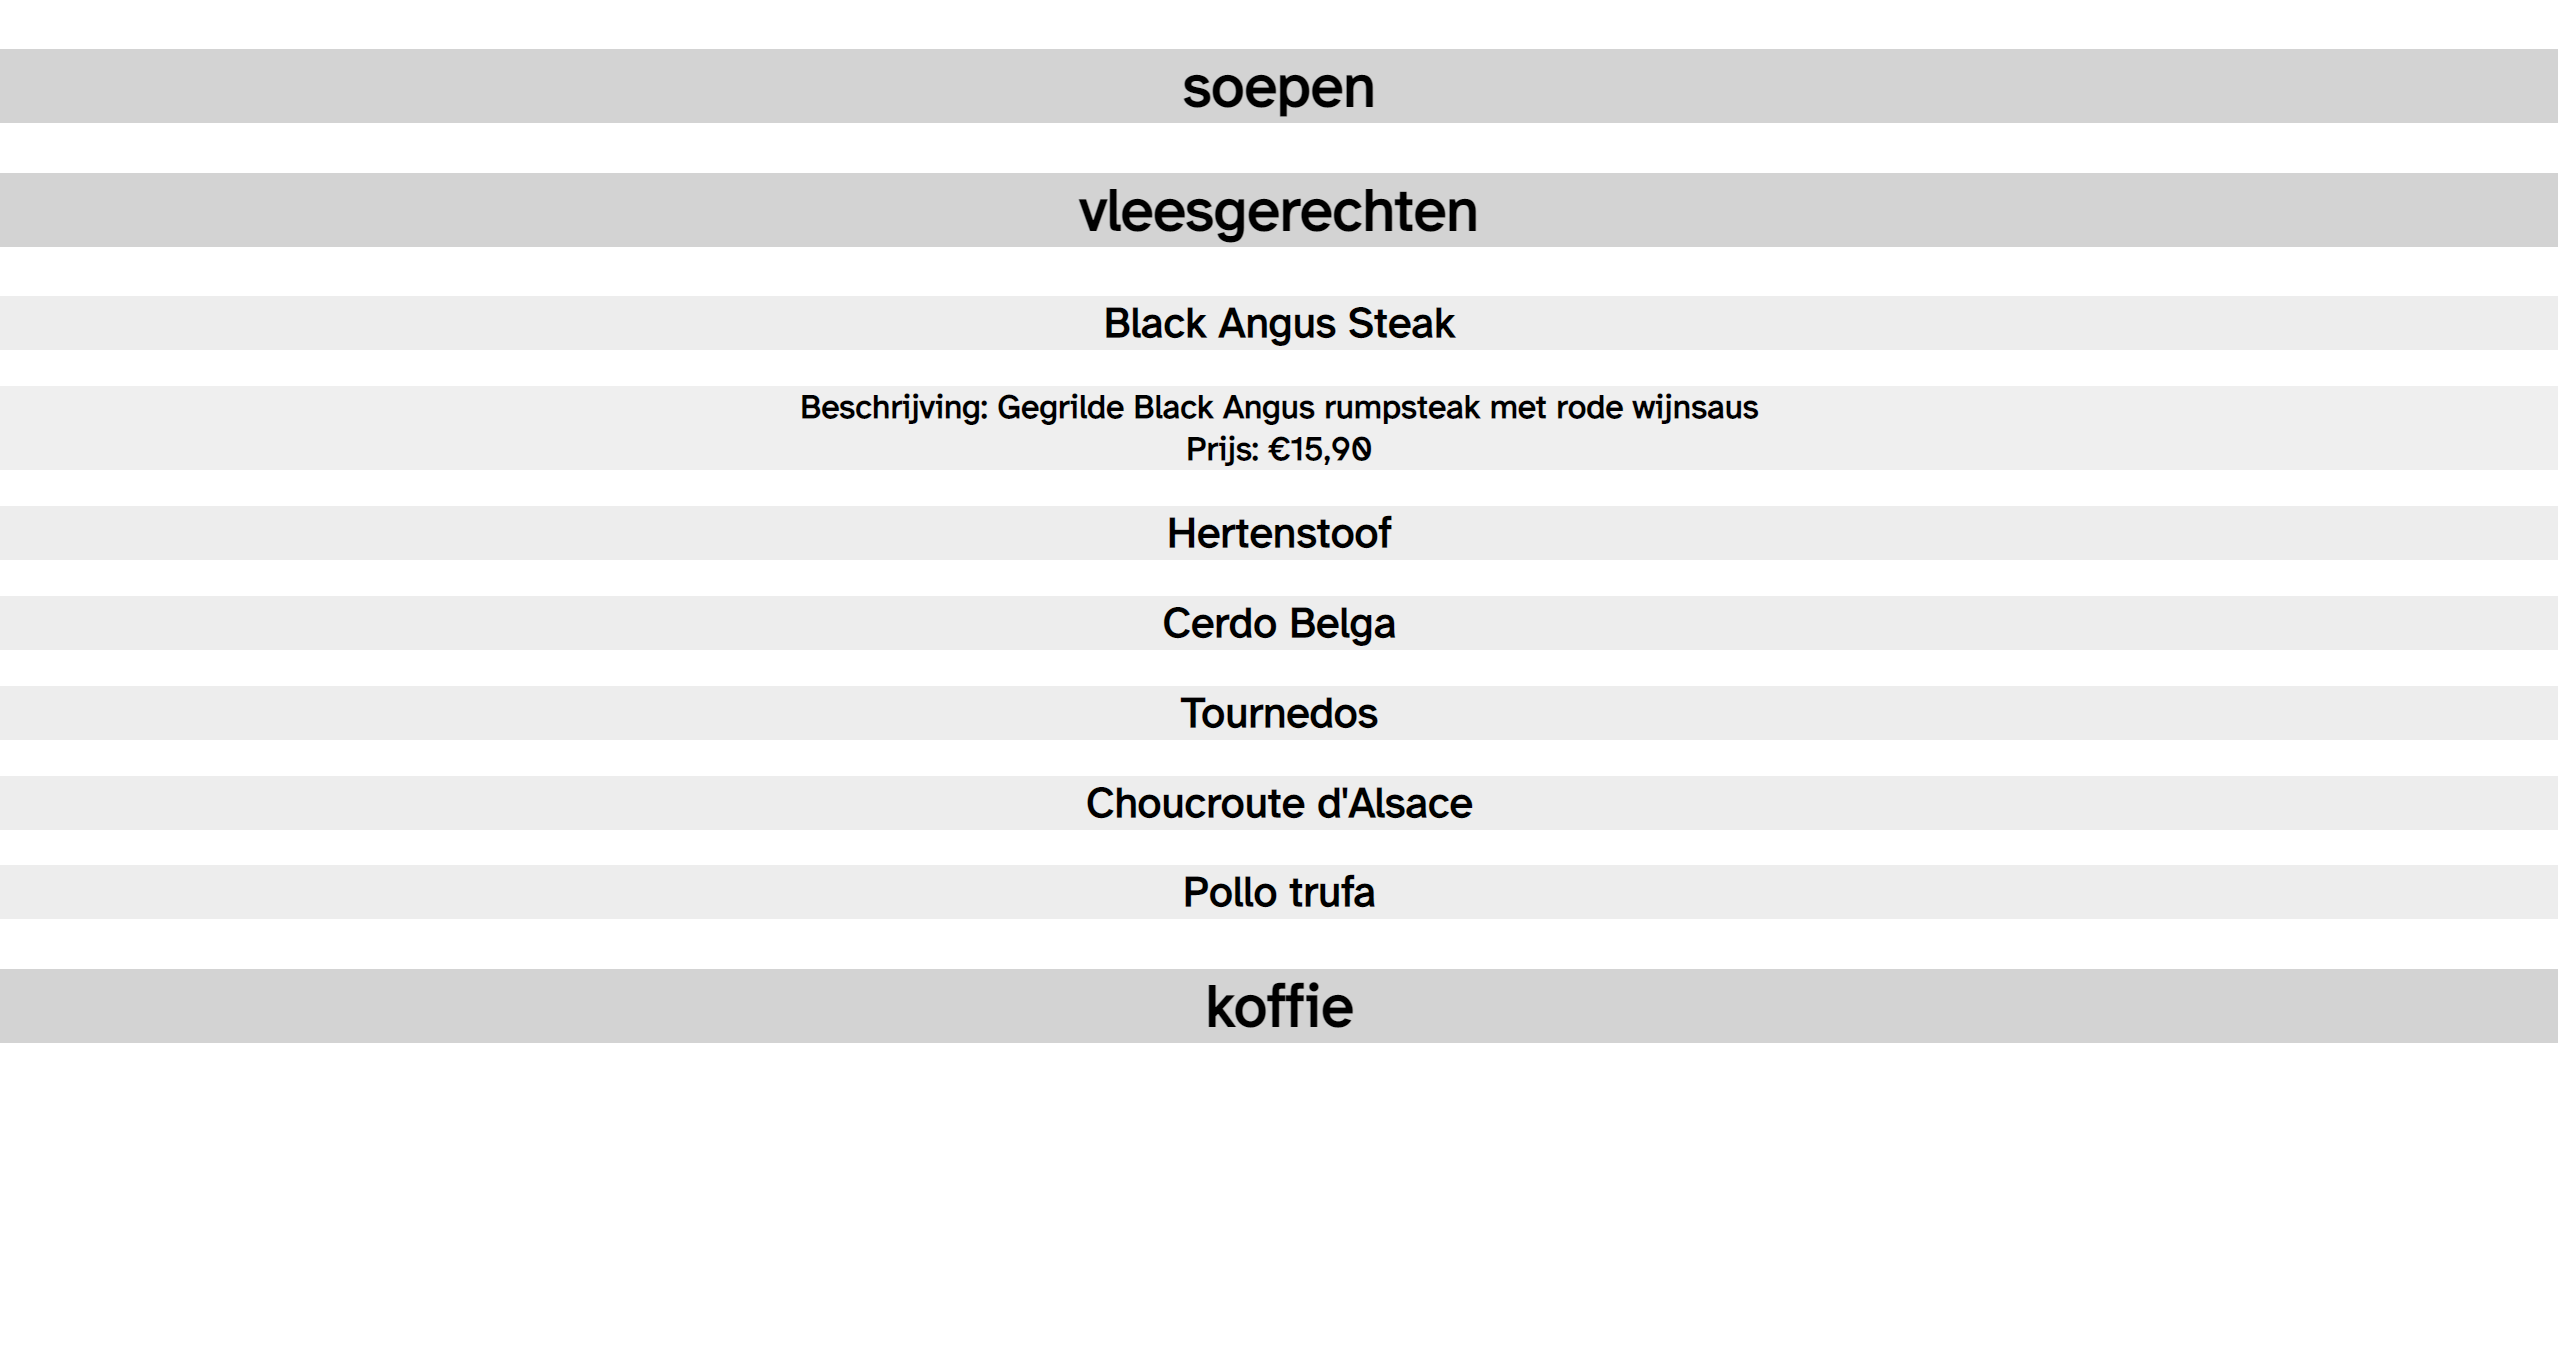 soepen
vleesgerechten
Black Angus Steak
Beschrijving: Gegrilde Black Angus rumpsteak met rode wijnsaus
Prijs: €15,90
Hertenstoof
Cerdo Belga
Tournedos
Choucroute d'Alsace
Pollo trufa
koffie